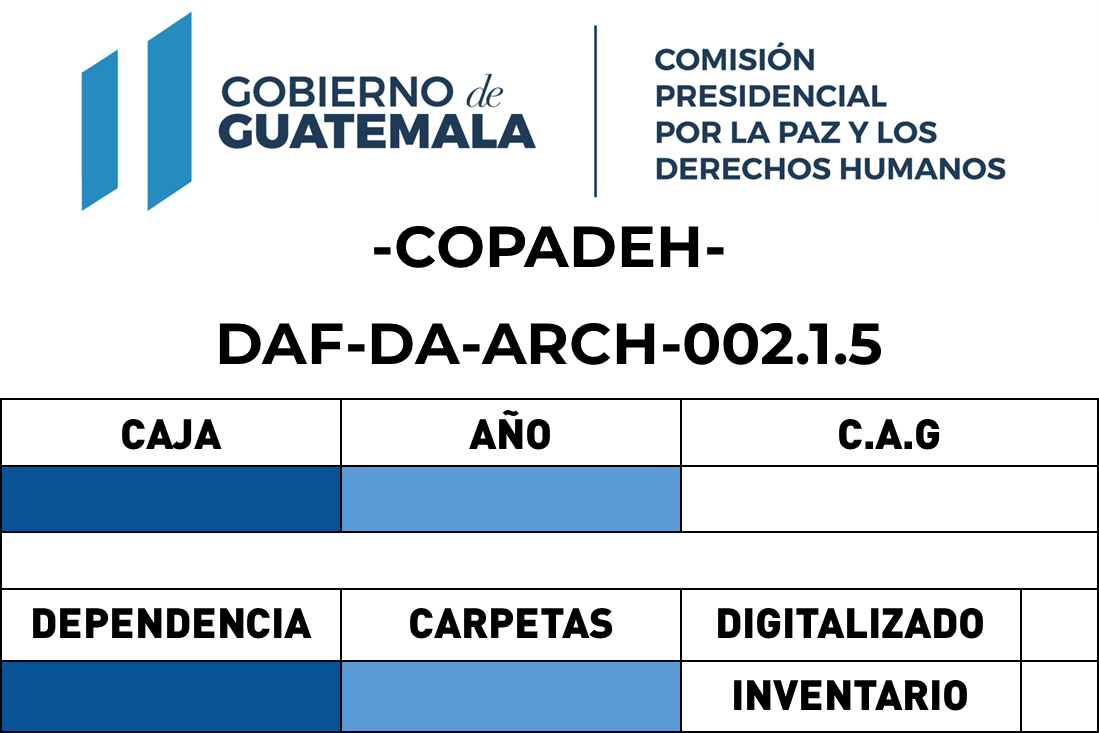 GOBIERNO de
GUATEMALA
COMISIÓN
PRESIDENCIAL
POR LA PAZ Y LOS
DERECHOS HUMANOS
-COPADEH-
DAF-DA-ARCH-002.1.5
CAJA AÑO C.A.G
DEPENDENCIA CARPETAS DIGITALIZADO
INVENTARIO